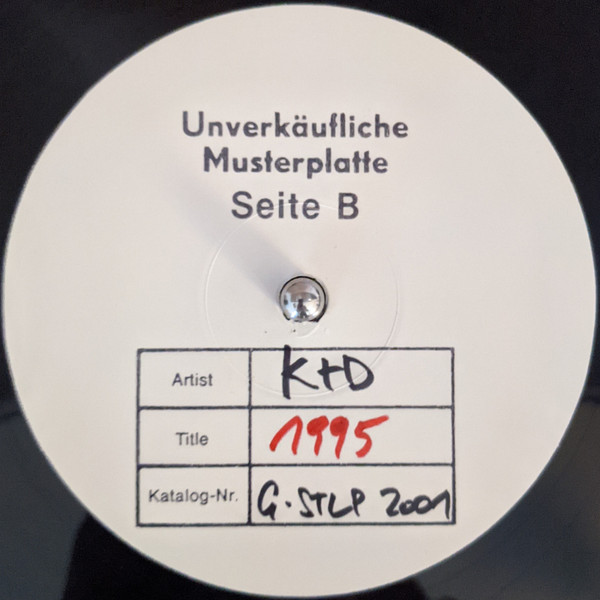 Unverkäufliche
Musterplatte
Seite B
Artist K+D
Title 1995
Katalog-Nr. G-STLP 2001